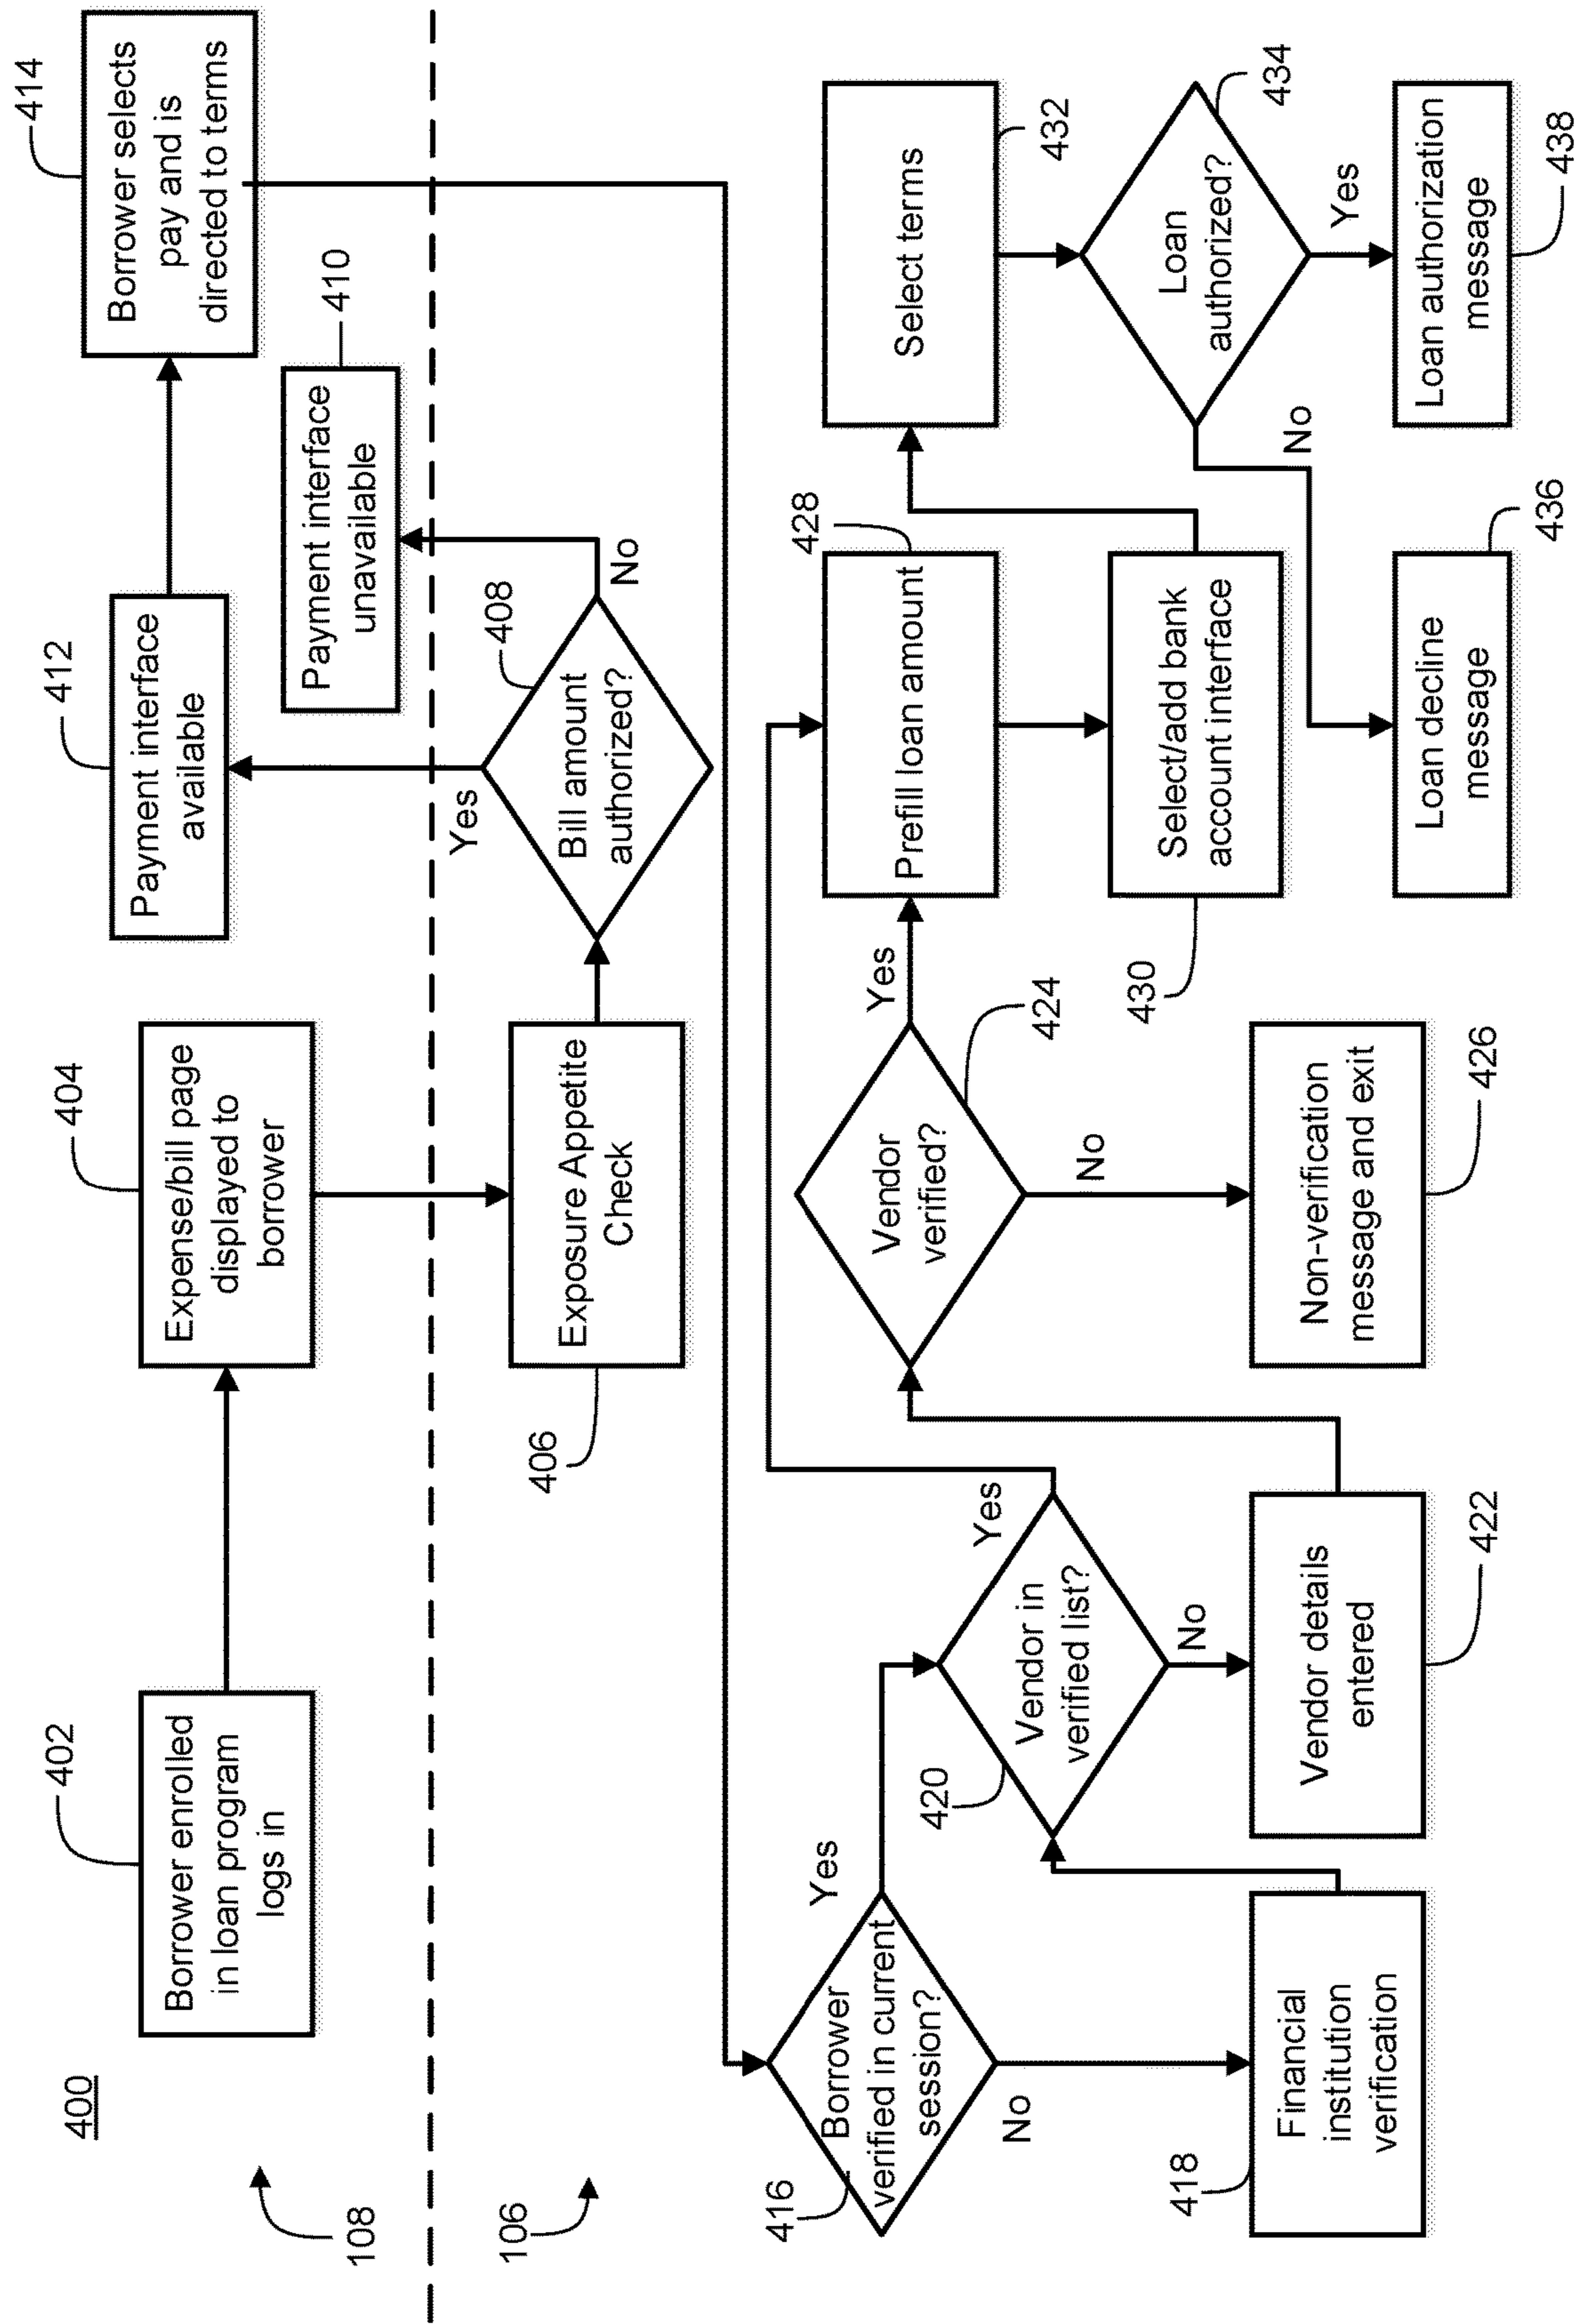 400
402
Borrower enrolled
in loan program
logs in
404
Expense/bill page
displayed to
borrower
412
Payment interface
available
414
Borrower selects
pay and is
directed to terms
410
Payment interface
unavailable
108
106
406
Exposure Appetite
Check
408
Bill amount
authorized?
Yes
No
416
Borrower
verified in current
session?
Yes
No
418
Financial
institution
verification
420
Vendor in
verified list?
Yes
No
Vendor details
entered
422
Vendor
verified?
424
Yes
No
Non-verification
message and exit
426
428
Prefill loan amount
430
Select/add bank
account interface
Select terms
432
Loan
authorized?
434
No
Yes
Loan decline
message
436
Loan authorization
message
438